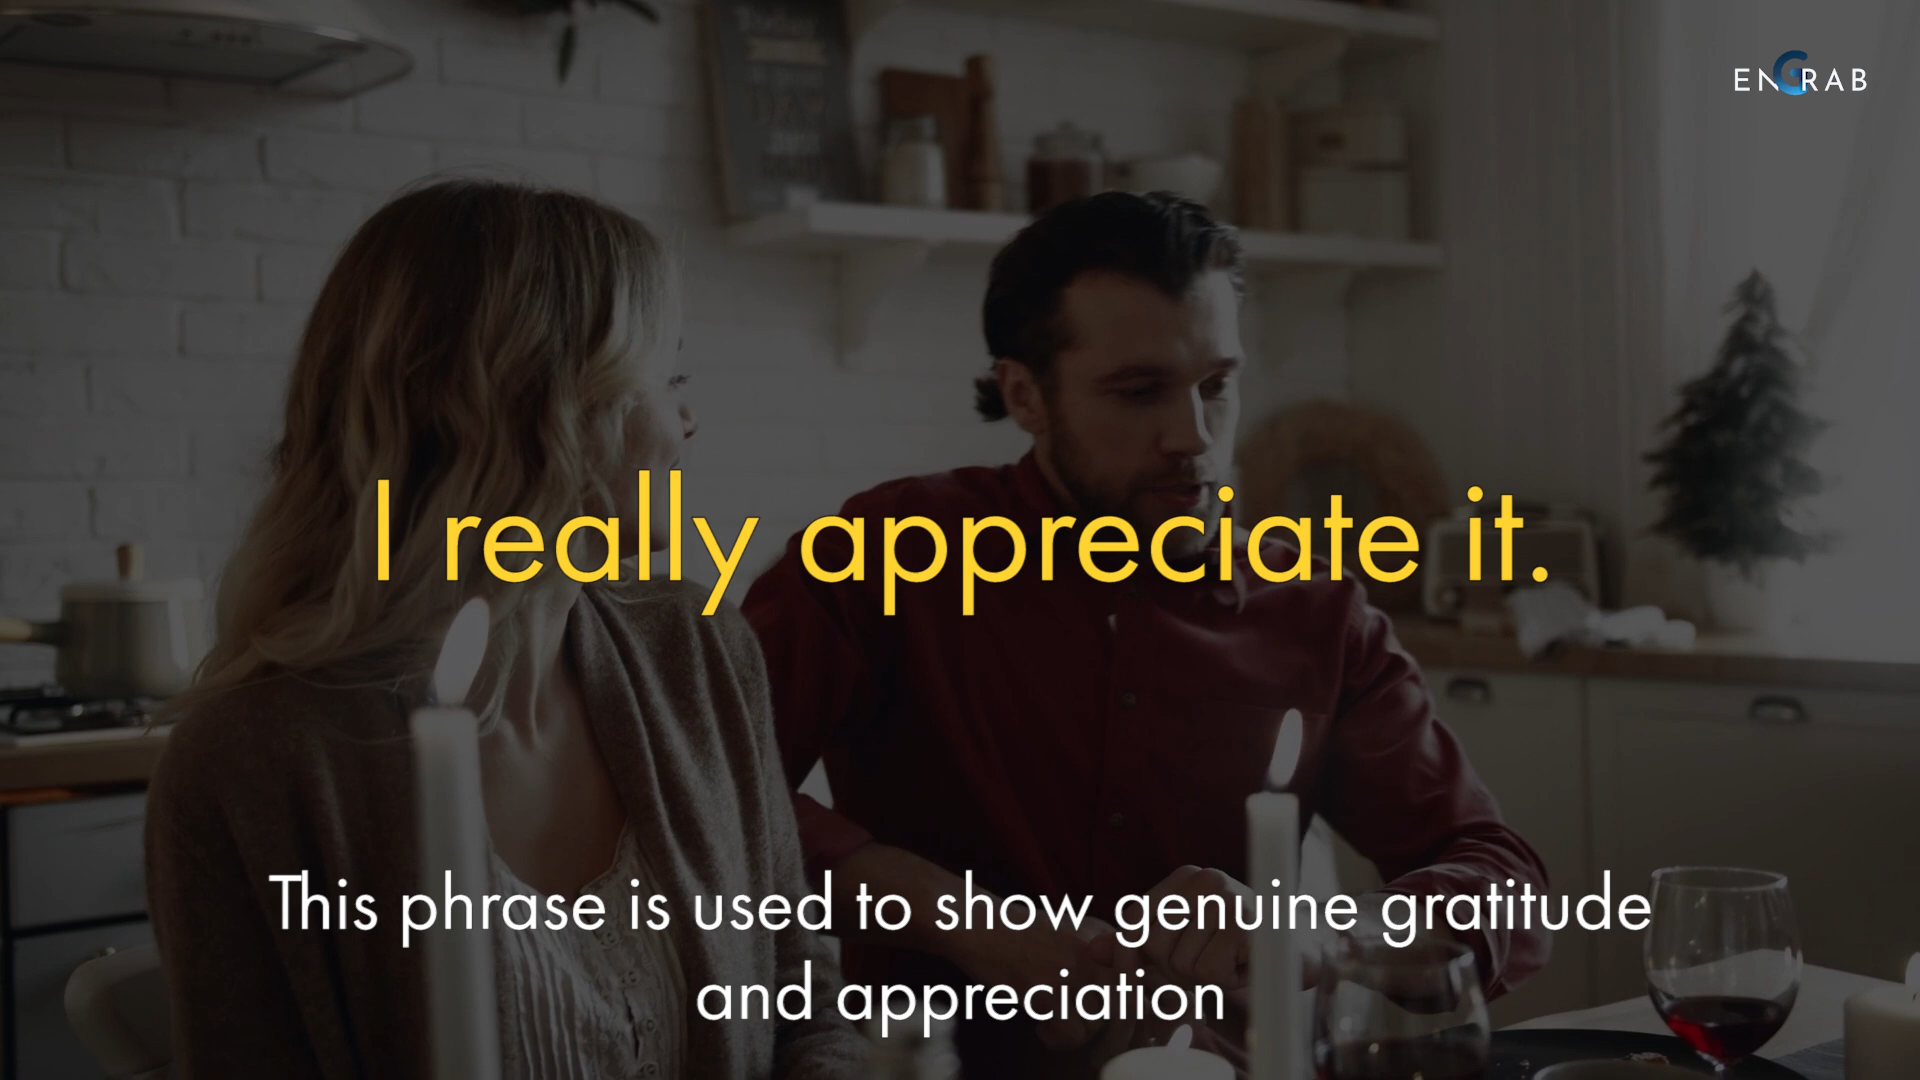 ENGRAB
I really appreciate it.
This phrase is used to show genuine gratitude
and appreciation